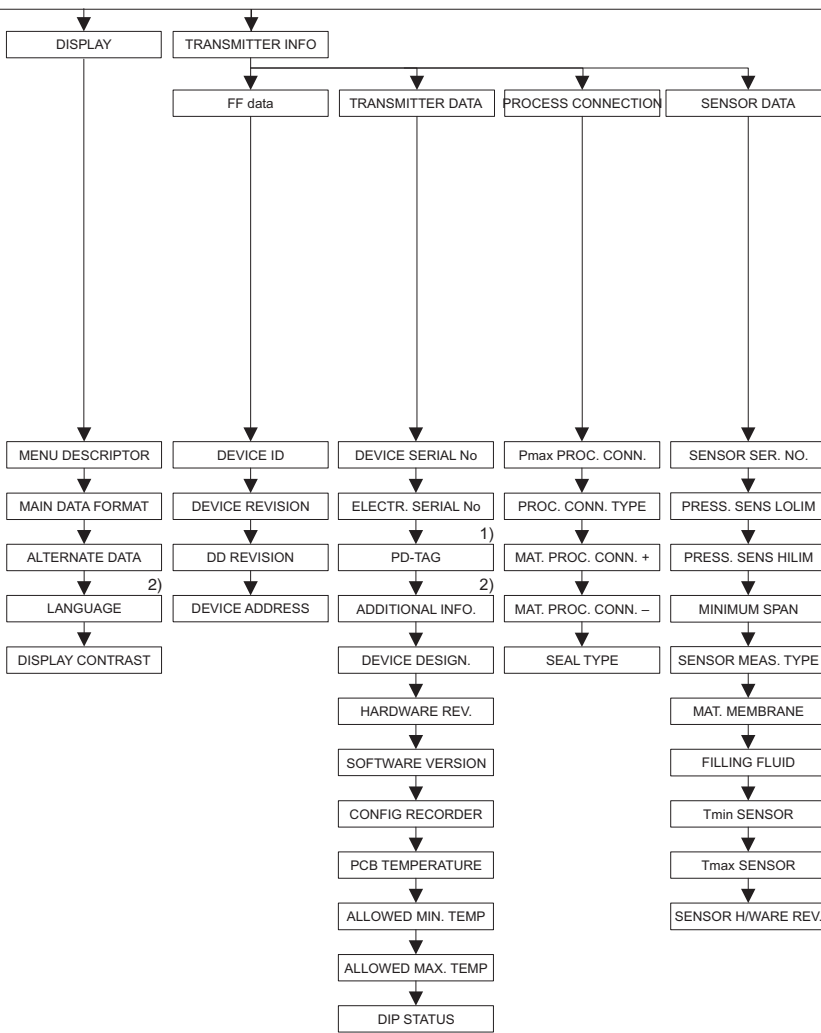 DISPLAY
TRANSMITTER INFO
FF data
TRANSMITTER DATA
PROCESS CONNECTION
SENSOR DATA
MENU DESCRIPTOR
MAIN DATA FORMAT
ALTERNATE DATA
2)
LANGUAGE
DISPLAY CONTRAST
DEVICE ID
DEVICE REVISION
DD REVISION
DEVICE ADDRESS
DEVICE SERIAL No
ELECTR. SERIAL No
1)
PD-TAG
2)
ADDITIONAL INFO.
DEVICE DESIGN.
HARDWARE REV.
SOFTWARE VERSION
CONFIG RECORDER
PCB TEMPERATURE
ALLOWED MIN. TEMP
ALLOWED MAX. TEMP
DIP STATUS
Pmax PROC. CONN.
PROC. CONN. TYPE
MAT. PROC. CONN. +
MAT. PROC. CONN. –
SEAL TYPE
SENSOR SER. NO.
PRESS. SENS LOLIM
PRESS. SENS HILIM
MINIMUM SPAN
SENSOR MEAS. TYPE
MAT. MEMBRANE
FILLING FLUID
Tmin SENSOR
Tmax SENSOR
SENSOR H/WARE REV.